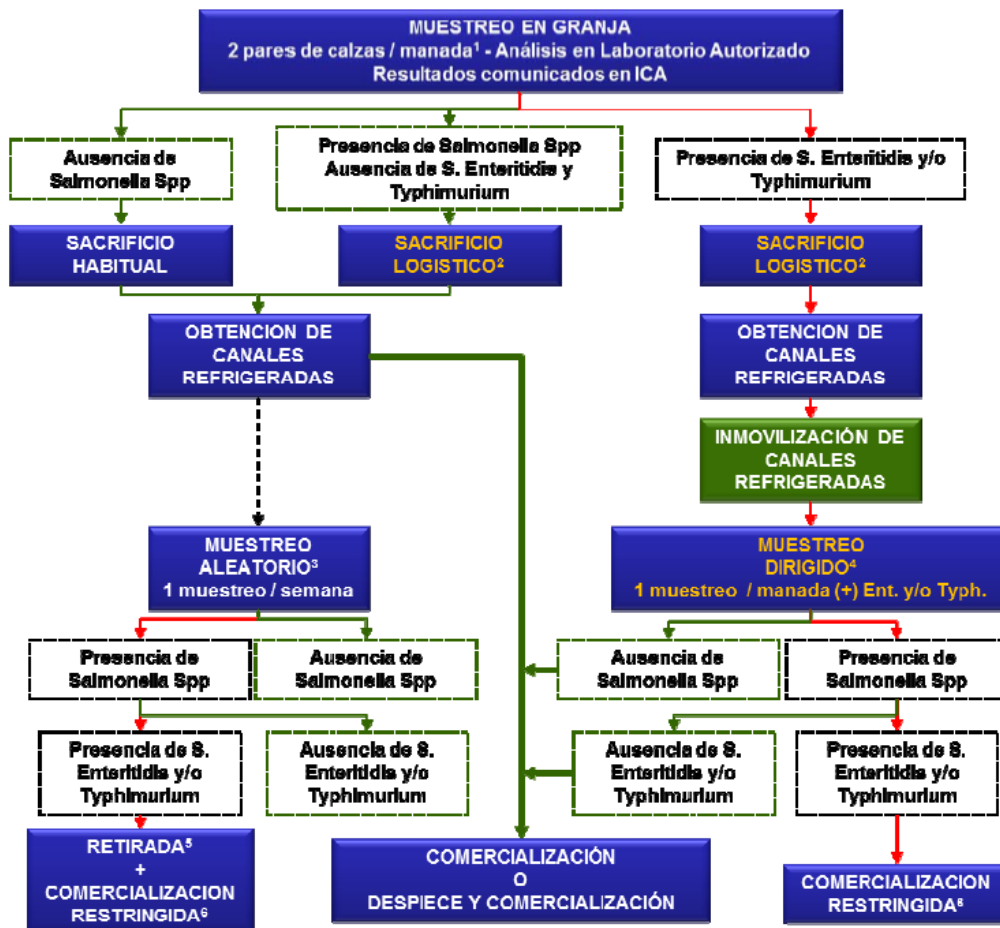 MUESTREO EN GRANJA
2 pares de calzas / manada¹ - Análisis en Laboratorio Autorizado
Resultados comunicados en ICA
Ausencia de
Salmonella Spp
Presencia de Salmonella Spp
Ausencia de S. Enteritidis y
Typhimurium
Presencia de S. Enteritidis y/o
Typhimurium
SACRIFICIO
HABITUAL
SACRIFICIO
LOGISTICO²
SACRIFICIO
LOGISTICO²
OBTENCION DE
CANALES
REFRIGERADAS
OBTENCION DE
CANALES
REFRIGERADAS
INMOVILIZACIÓN DE
CANALES
REFRIGERADAS
MUESTREO
ALEATORIO³
1 muestreo / semana
MUESTREO
DIRIGIDO⁴
1 muestreo / manada (+) Ent. y/o Typh.
Presencia de
Salmonella Spp
Ausencia de
Salmonella Spp
Ausencia de
Salmonella Spp
Presencia de
Salmonella Spp
Presencia de S.
Enteritidis y/o
Typhimurium
Ausencia de S.
Enteritidis y/o
Typhimurium
Ausencia de S.
Enteritidis y/o
Typhimurium
Presencia de S.
Enteritidis y/o
Typhimurium
RETIRADA⁵
+
COMERCIALIZACION
RESTRINGIDA⁶
COMERCIALIZACIÓN
O
DESPIECE Y COMERCIALIZACIÓN
COMERCIALIZACION
RESTRINGIDA⁶